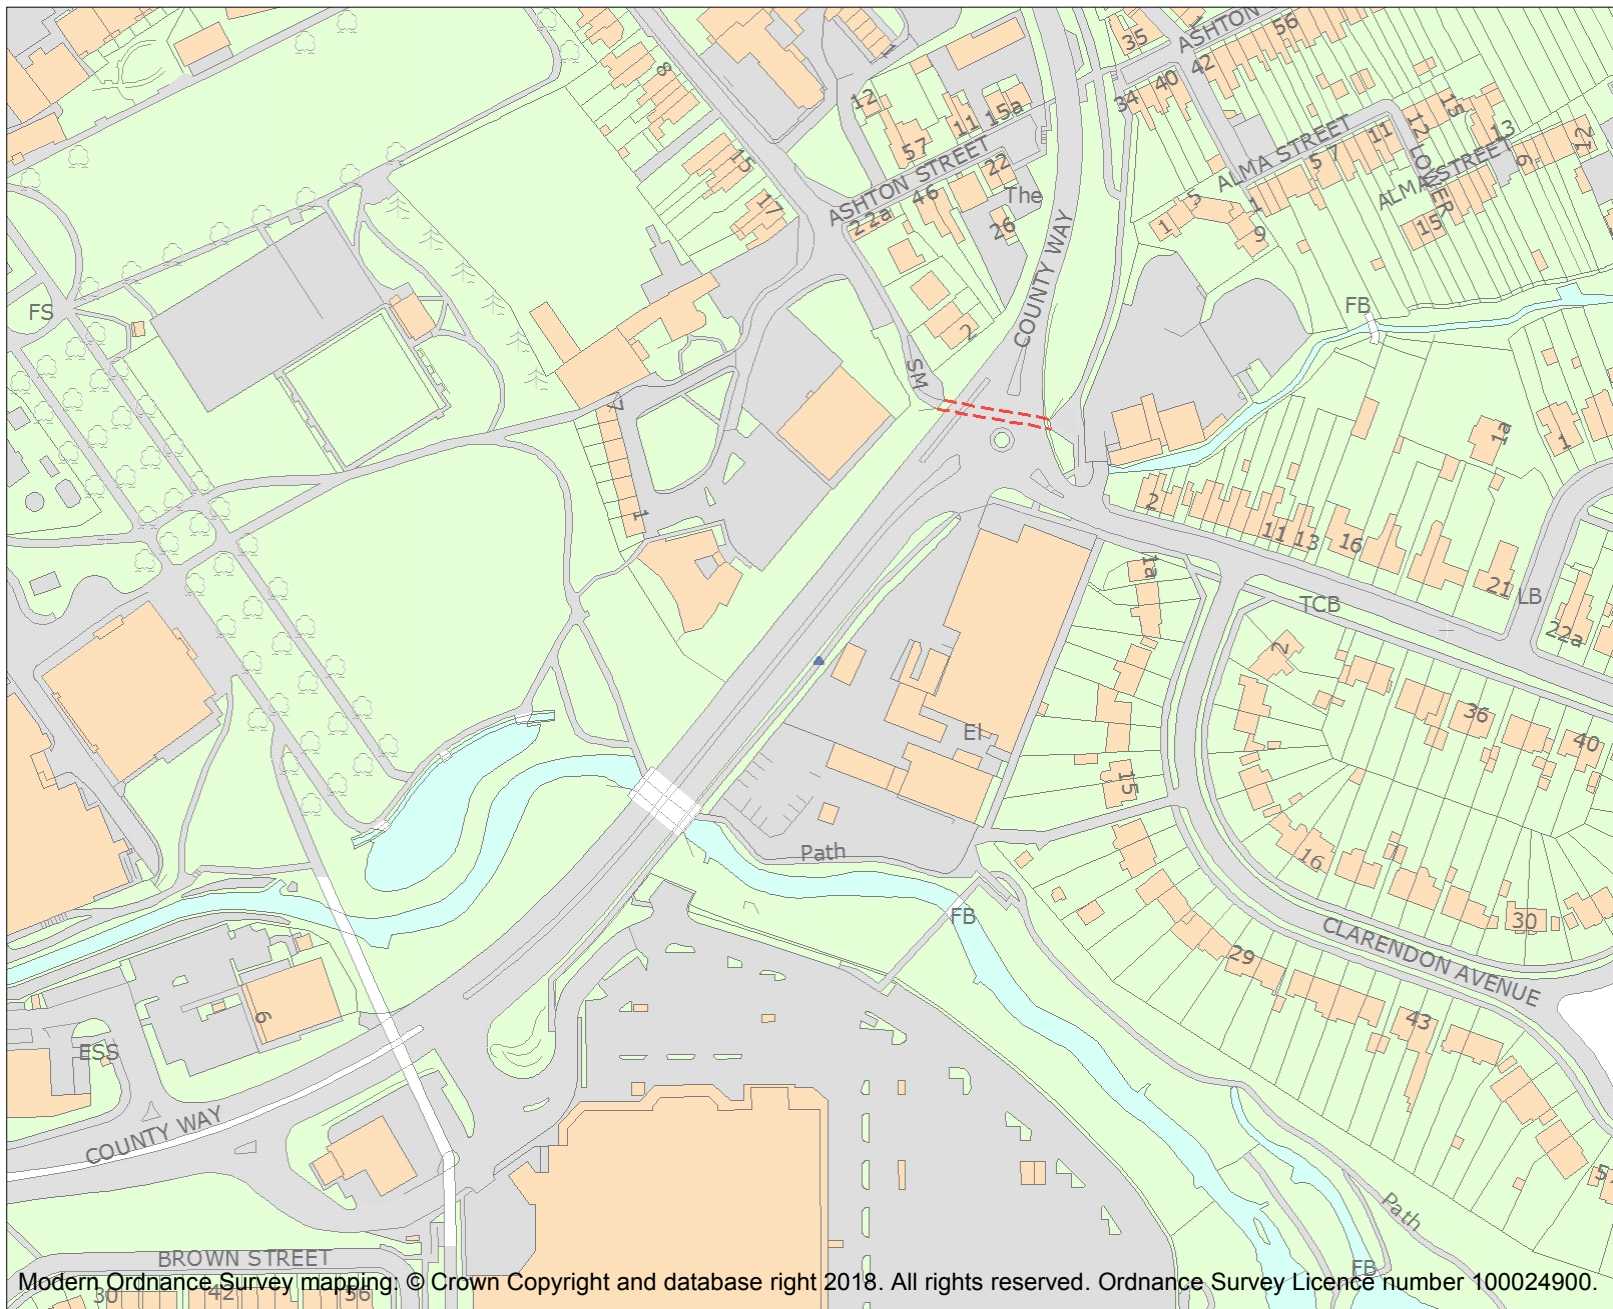 ASHTON
56
35
1
42
40
34
8
1
12
11
15a
57
ASHTON STREET
22
46
22a
The
26
15
17
2
COUNTY WAY
SM
ALMA STREET
5 7
11
12
LOWER
ALMA STREET
15
13
6
12
15
1
5
1
9
FB
FS
7
1
2
11 13
16
21
1a
1
LB
22a
TCB
1a
2
36
40
15
El
Path
FB
16
30
CLARENDON AVENUE
29
43
Path
FB
6
ESS
COUNTY WAY
BROWN STREET
30
42
56
Modern Ordnance Survey mapping: © Crown Copyright and database right 2018. All rights reserved. Ordnance Survey Licence number 100024900.